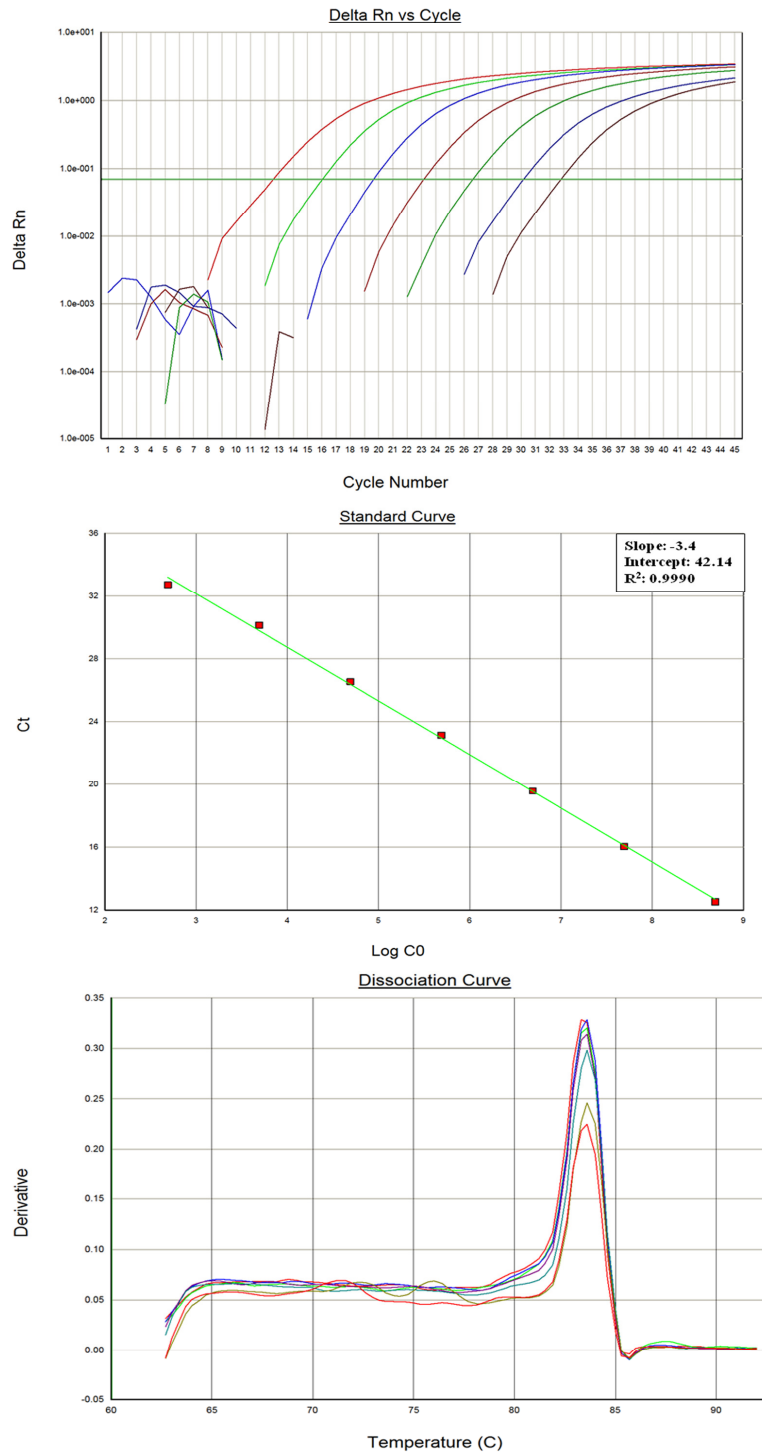 Delta Rn vs Cycle
1.0e+001
1.0e+000
1.0e-001
1.0e-002
1.0e-003
1.0e-004
1.0e-005
Delta Rn
1 2 3 4 5 6 7 8 9 10 11 12 13 14 15 16 17 18 19 20 21 22 23 24 25 26 27 28 29 30 31 32 33 34 35 36 37 38 39 40 41 42 43 44 45
Cycle Number
Standard Curve
Slope: -3.4
Intercept: 42.14
R²: 0.9990
36
32
28
24
20
16
12
Ct
2 3 4 5 6 7 8 9
Log C0
Dissociation Curve
0.35
0.30
0.25
0.20
0.15
0.10
0.05
0.00
-0.05
Derivative
60 65 70 75 80 85 90
Temperature (C)